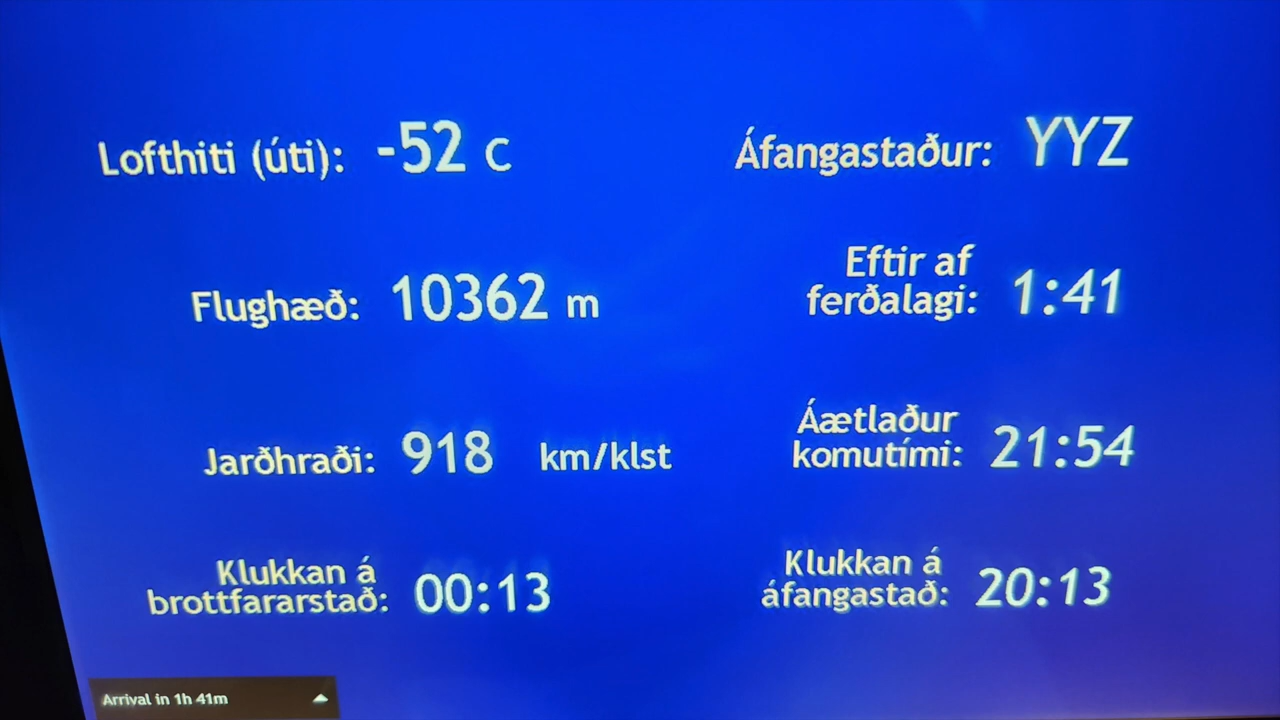 Lofthiti (úti): -52 c
Áfangastaður: YYZ
Flughæð: 10362 m
Eftir af
ferðalagi: 1:41
Jarðhraði: 918 km/klst
Áætlaður
komutími: 21:54
Klukkan á
brottfararstað: 00:13
Klukkan á
áfangastað: 20:13
Arrival in 1h 41m